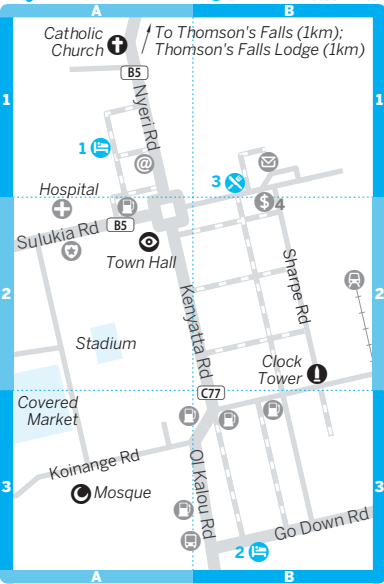 A
B
Catholic
Church
To Thomson's Falls (1km);
Thomson's Falls Lodge (1km)
B5
Nyeri Rd
1
1
1
@
3
Hospital
$ 4
B5
Sulukia Rd
Town Hall
2
2
Sharpe Rd
Kenyatta Rd
Stadium
Clock
Tower
C77
Covered
Market
Koinange Rd
Ol Kalou Rd
3
3
Mosque
Go Down Rd
2
A
B